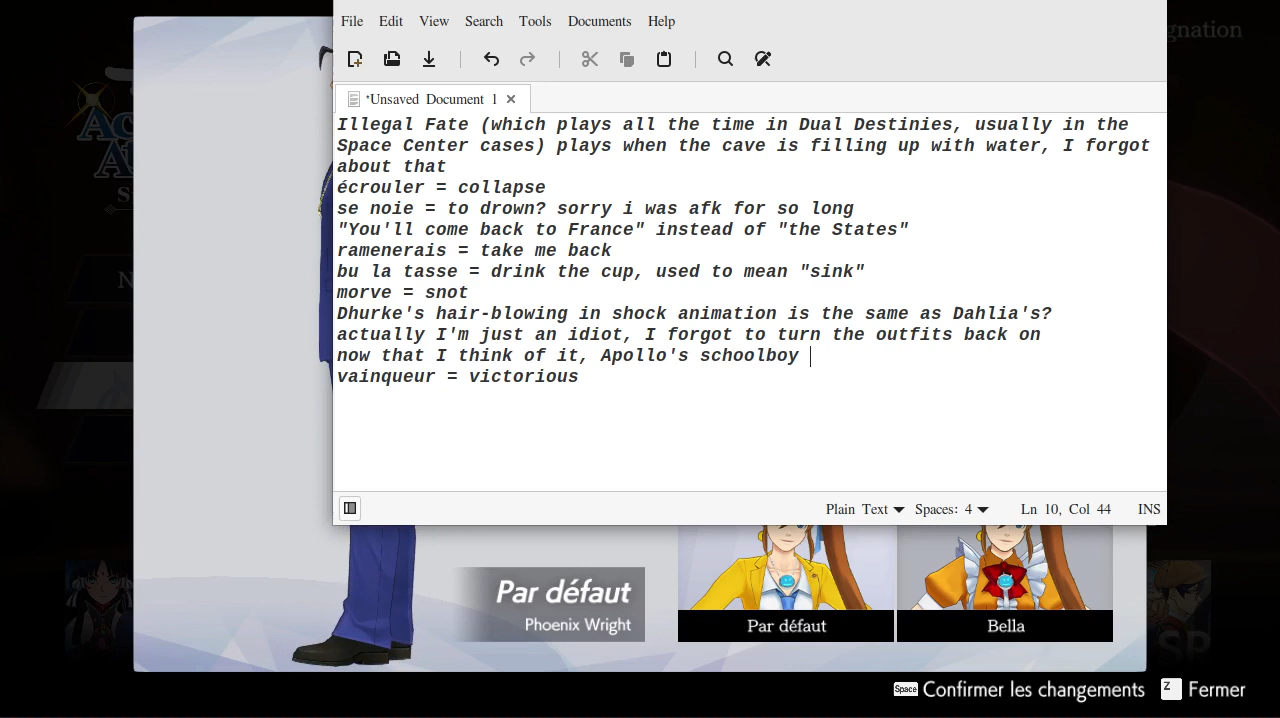 File Edit View Search Tools Documents Help
gnation
*Unsaved Document 1
Illegal Fate (which plays all the time in Dual Destinies, usually in the
Space Center cases) plays when the cave is filling up with water, I forgot
about that
écrouler = collapse
se noie = to drown? sorry i was afk for so long
"You'll come back to France" instead of "the States"
ramenerais = take me back
bu la tasse = drink the cup, used to mean "sink"
morve = snot
Dhurke's hair-blowing in shock animation is the same as Dahlia's?
actually I'm just an idiot, I forgot to turn the outfits back on
now that I think of it, Apollo's schoolboy
vainqueur = victorious
Plain Text Spaces: 4 Ln 10, Col 44 INS
Par défaut
Phoenix Wright
Par défaut
Bella
SP
Space Confirmer les changements Z Fermer